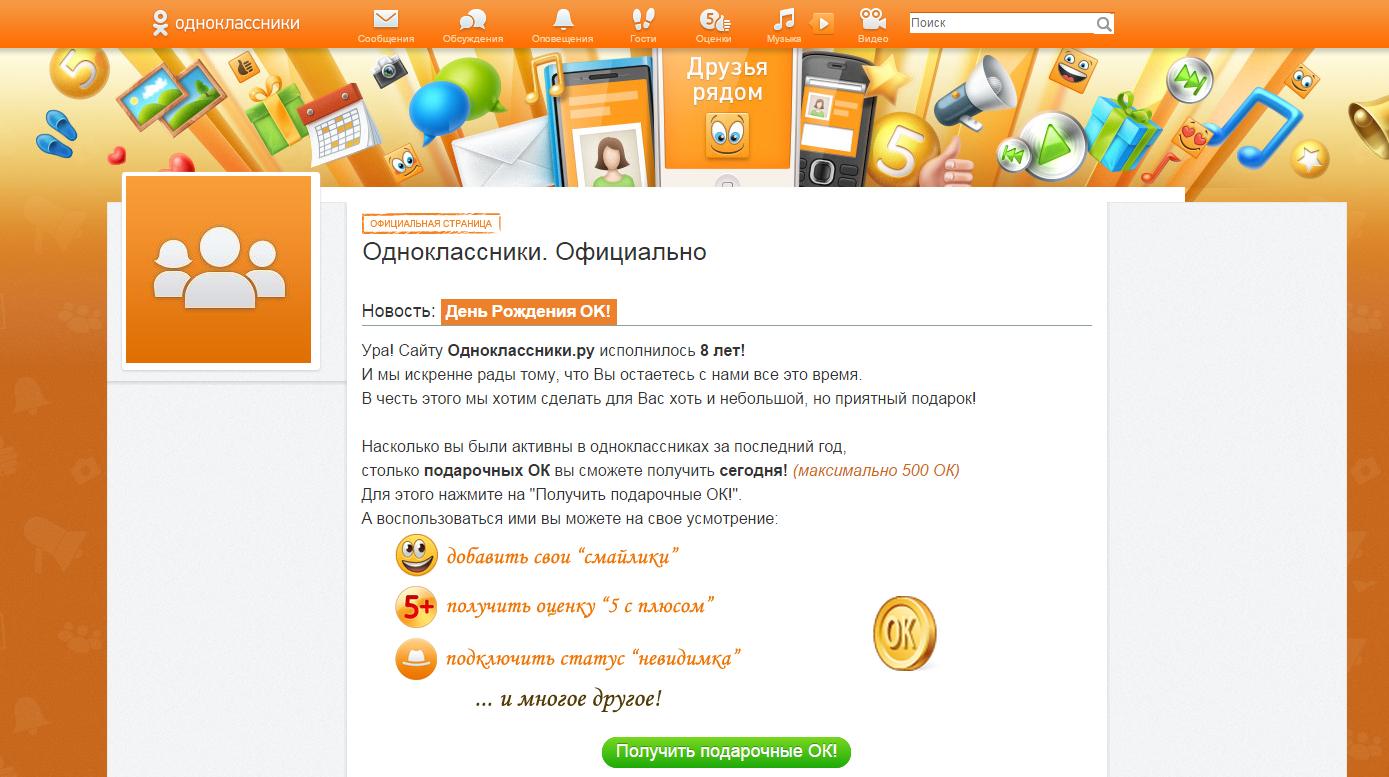 одноклассники
Сообщения
Обсуждения
Оповещения
Гости
5
Оценки
Музыка
Видео
Поиск
5
Друзья
рядом
5
ОФИЦИАЛЬНАЯ СТРАНИЦА
Одноклассники. Официально
Новость: День Рождения ОК!
Ура! Сайту Одноклассники.ру исполнилось 8 лет!
И мы искренне рады тому, что Вы остаетесь с нами все это время.
В честь этого мы хотим сделать для Вас хоть и небольшой, но приятный подарок!
Насколько вы были активны в одноклассниках за последний год,
столько подарочных ОК вы сможете получить сегодня! (максимально 500 ОК)
Для этого нажмите на "Получить подарочные ОК!".
А воспользоваться ими вы можете на свое усмотрение:
добавить свои “смайлики”
5+ получить оценку “5 с плюсом”
подключить статус “невидимка”
... и многое другое!
ОК
Получить подарочные ОК!